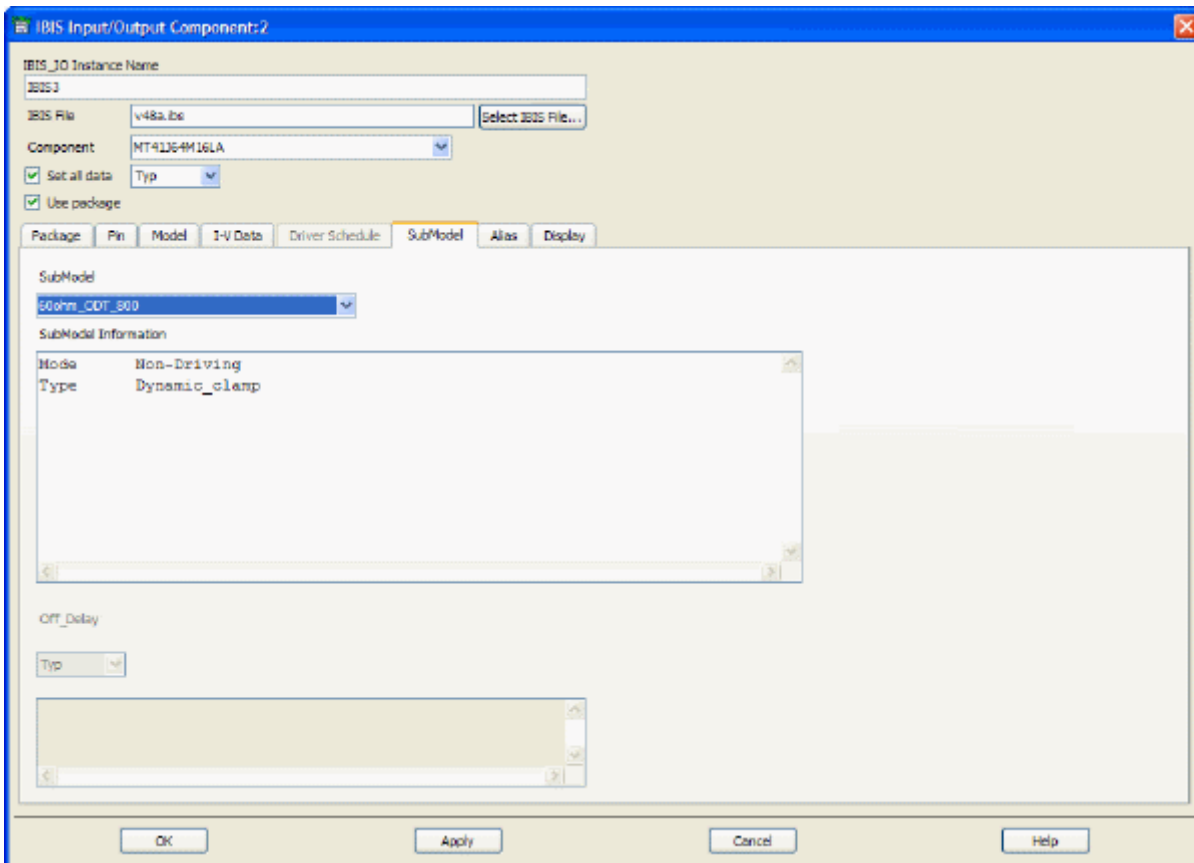 IBIS Input/Output Component:2
IBIS_IO Instance Name
IBIS3
IBIS File v48a.ibs Select IBIS File...
Component MT41J64M16LA
Set all data Typ
Use package
Package Pin Model I-V Data Driver Schedule SubModel Alias Display
SubModel
60ohm_ODT_800
SubModel Information
Mode Non-Driving
Type Dynamic_clamp
Off_Delay
Typ
OK Apply Cancel Help